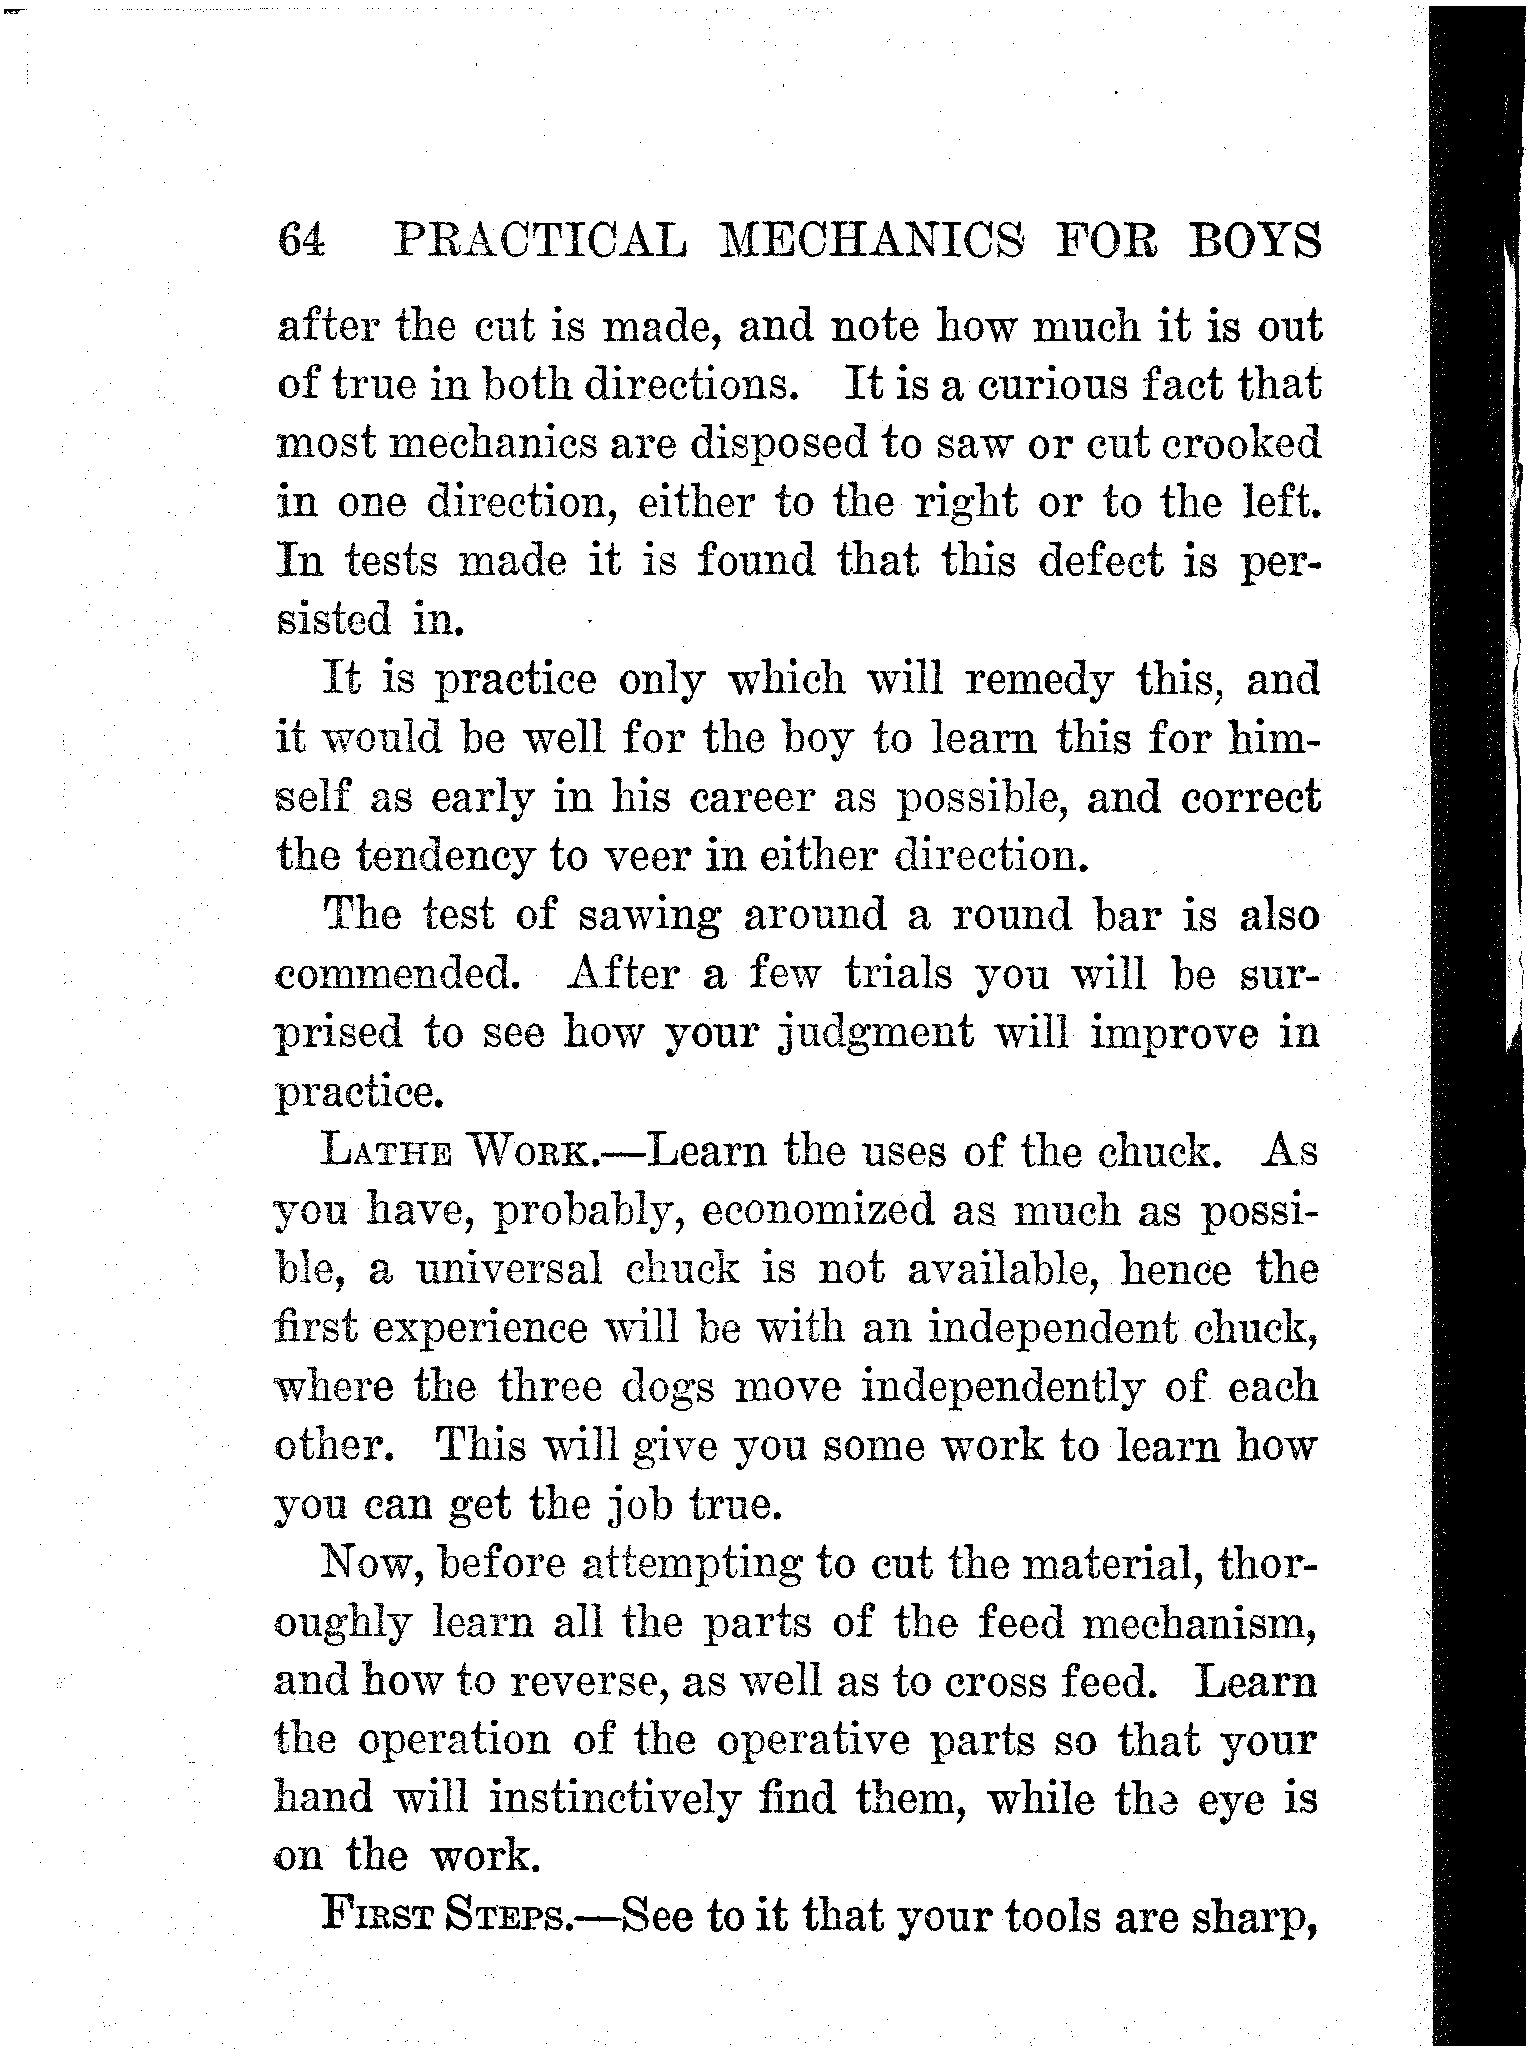 64 PRACTICAL MECHANICS FOR BOYS
after the cut is made, and note how much it is out
of true in both directions. It is a curious fact that
most mechanics are disposed to saw or cut crooked
in one direction, either to the right or to the left.
In tests made it is found that this defect is per-
sisted in.
It is practice only which will remedy this, and
it would be well for the boy to learn this for him-
self as early in his career as possible, and correct
the tendency to veer in either direction.
The test of sawing around a round bar is also
commended. After a few trials you will be sur-
prised to see how your judgment will improve in
practice.
LATHE WORK.—Learn the uses of the chuck. As
you have, probably, economized as much as possi-
ble, a universal chuck is not available, hence the
first experience will be with an independent chuck,
where the three dogs move independently of each
other. This will give you some work to learn how
you can get the job true.
Now, before attempting to cut the material, thor-
oughly learn all the parts of the feed mechanism,
and how to reverse, as well as to cross feed. Learn
the operation of the operative parts so that your
hand will instinctively find them, while the eye is
on the work.
FIRST STEPS.—See to it that your tools are sharp,